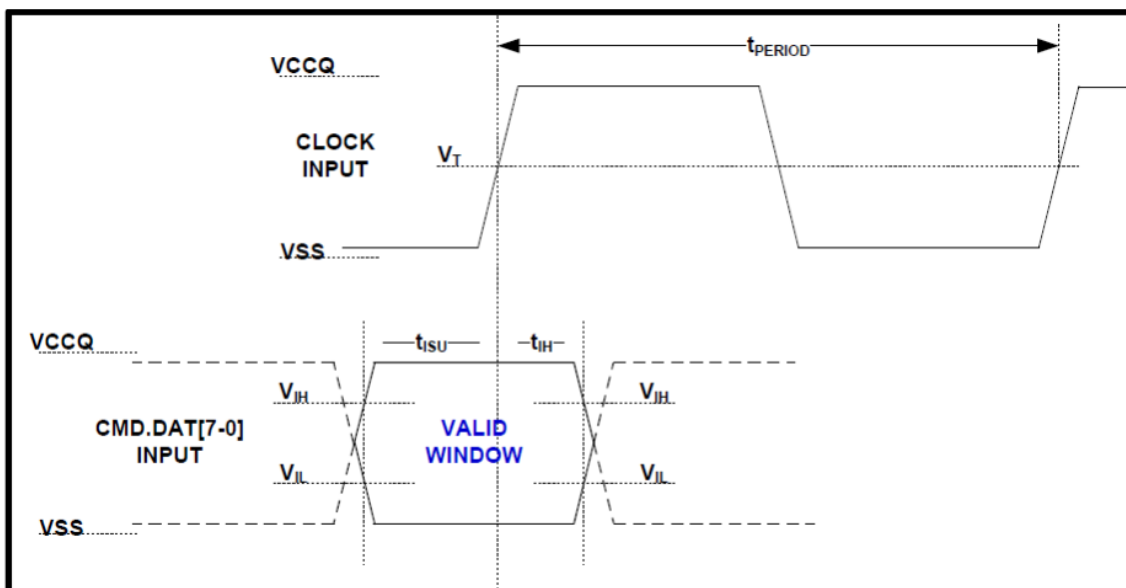 tPERIOD
VCCQ
CLOCK
INPUT
VT
VSS
VCCQ
tISU
tIH
VIH
VIH
CMD.DAT[7-0]
INPUT
VALID
WINDOW
VIL
VIL
VSS